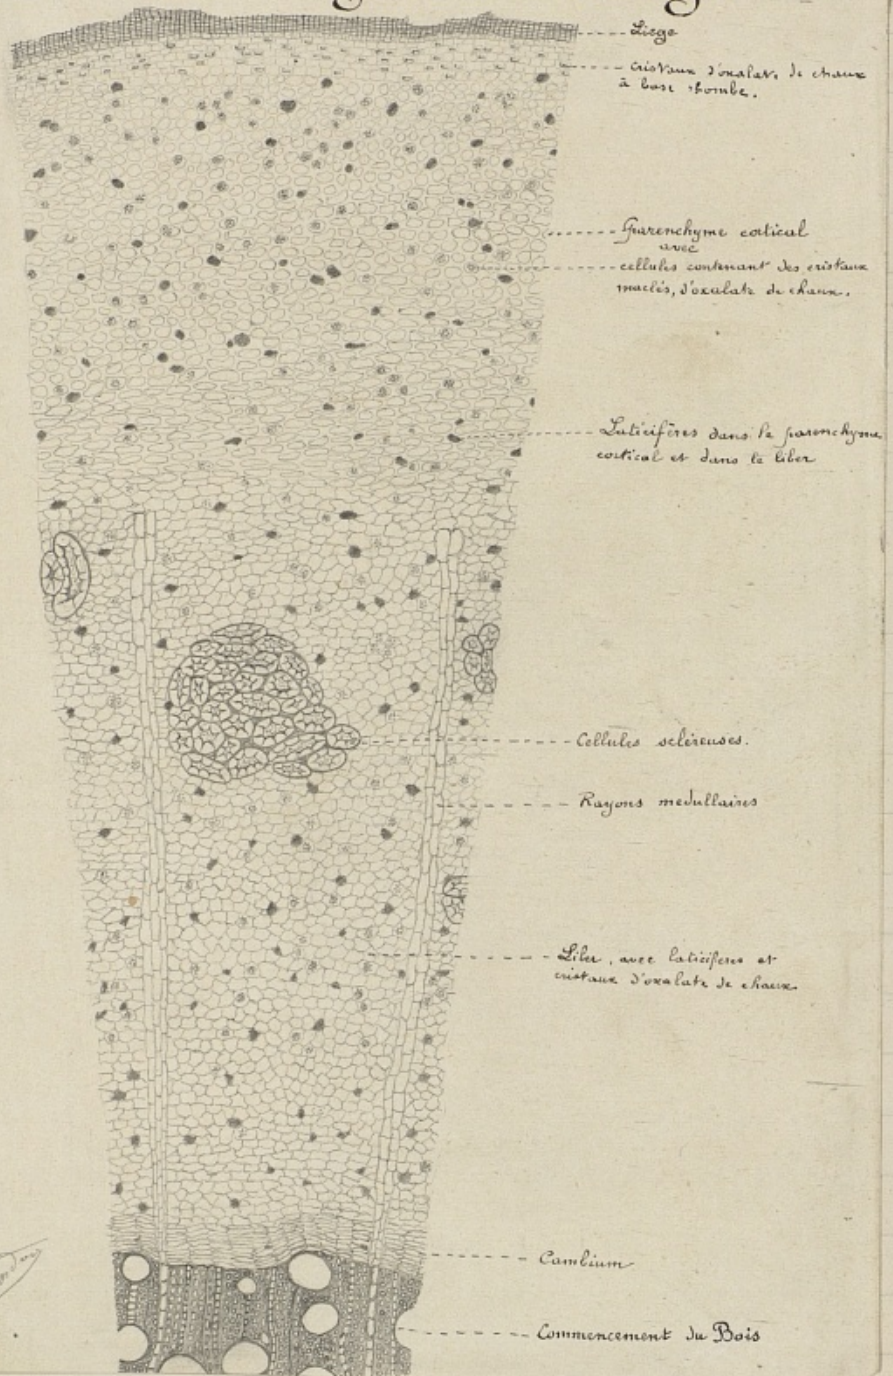 Liège
cristaux d'oxalate de chaux
à base rhombe.
Parenchyme cortical
avec
cellules contenant des cristaux
maclés, d'oxalate de chaux.
Laticifères dans le parenchyme
cortical et dans le liber
Cellules scléreuses.
Rayons medullaires
Liber, avec laticifères et
cristaux d'oxalate de chaux
Cambium
Commencement du Bois